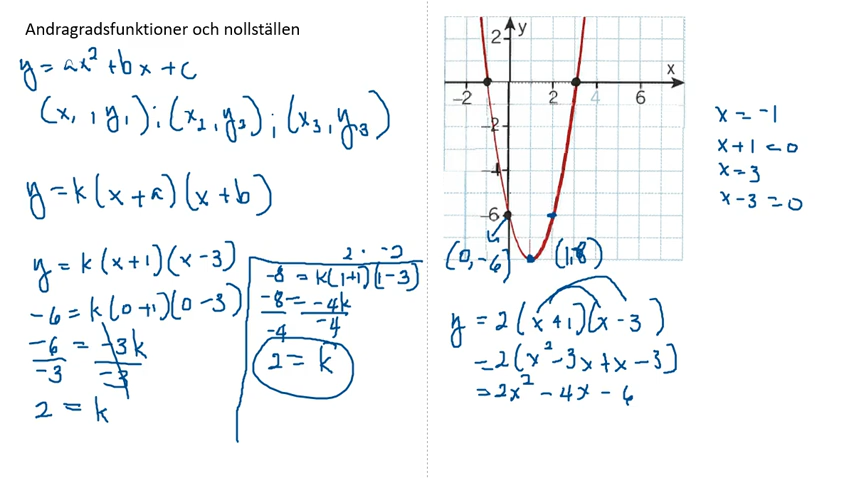 Andragradsfunktioner och nollställen
y = ax² + bx + c
(x₁, y₁); (x₂, y₂); (x₃, y₃)
y = k(x + a)(x + b)
y = k(x+1)(x-3)
-6 = k(0+1)(0-3)
-6/-3 = -3k/-3
2 = k
2 · -2
-8 = k(1+1)(1-3)
-8/-4 = -4k/-4
2 = k
y
2
x
-2 2 4 6
-2
-4
-6
(0,-6) (1,-8)
x = -1
x + 1 = 0
x = 3
x - 3 = 0
y = 2(x+1)(x-3)
= 2(x² - 3x + x - 3)
= 2x² - 4x - 6